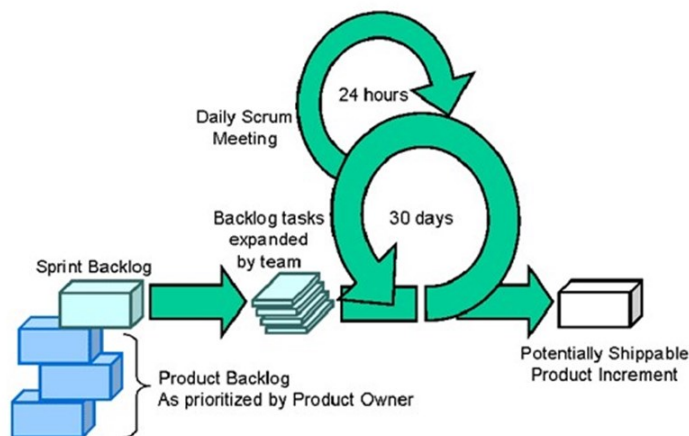 24 hours
Daily Scrum
Meeting
30 days
Backlog tasks
expanded
by team
Sprint Backlog
Product Backlog
As prioritized by Product Owner
Potentially Shippable
Product Increment